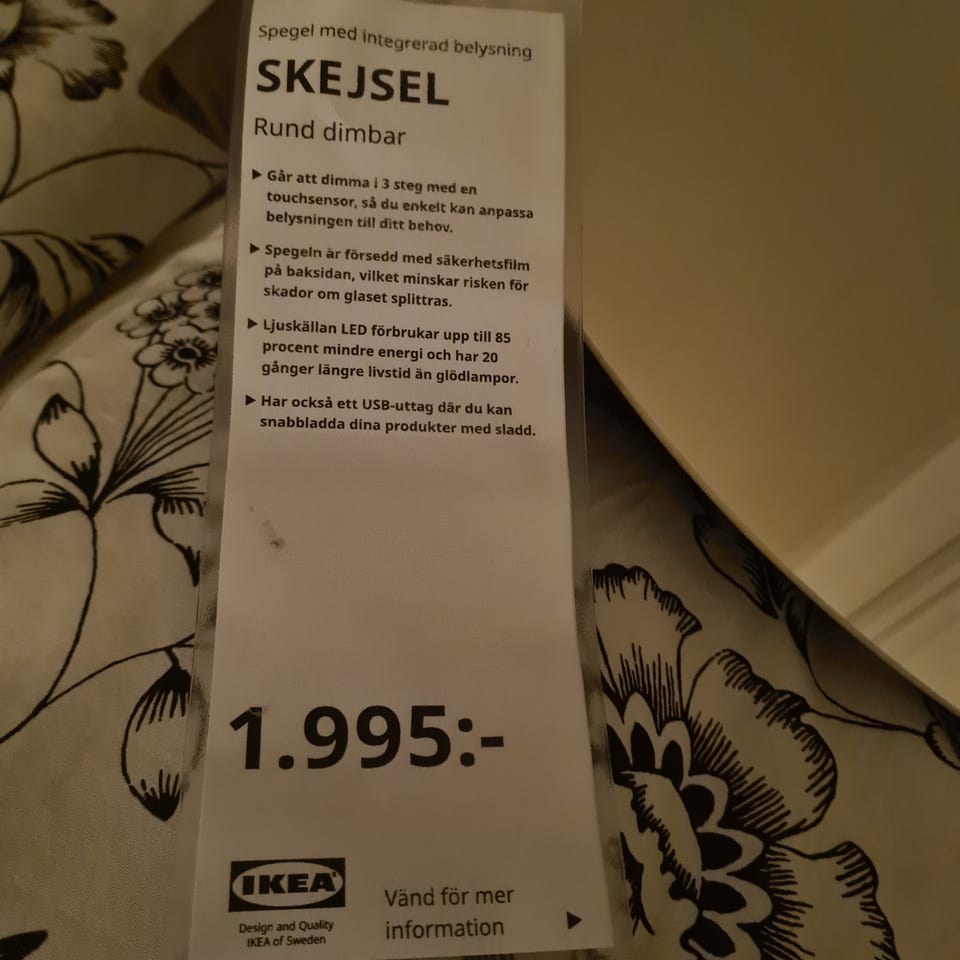 Spegel med integrerad belysning
SKEJSEL
Rund dimbar
▶ Går att dimma i 3 steg med en
touchsensor, så du enkelt kan anpassa
belysningen till ditt behov.
▶ Spegeln är försedd med säkerhetsfilm
på baksidan, vilket minskar risken för
skador om glaset splittras.
▶ Ljuskällan LED förbrukar upp till 85
procent mindre energi och har 20
gånger längre livstid än glödlampor.
▶ Har också ett USB-uttag där du kan
snabbladda dina produkter med sladd.
1.995:-
IKEA
Design and Quality
IKEA of Sweden
Vänd för mer
information ▶